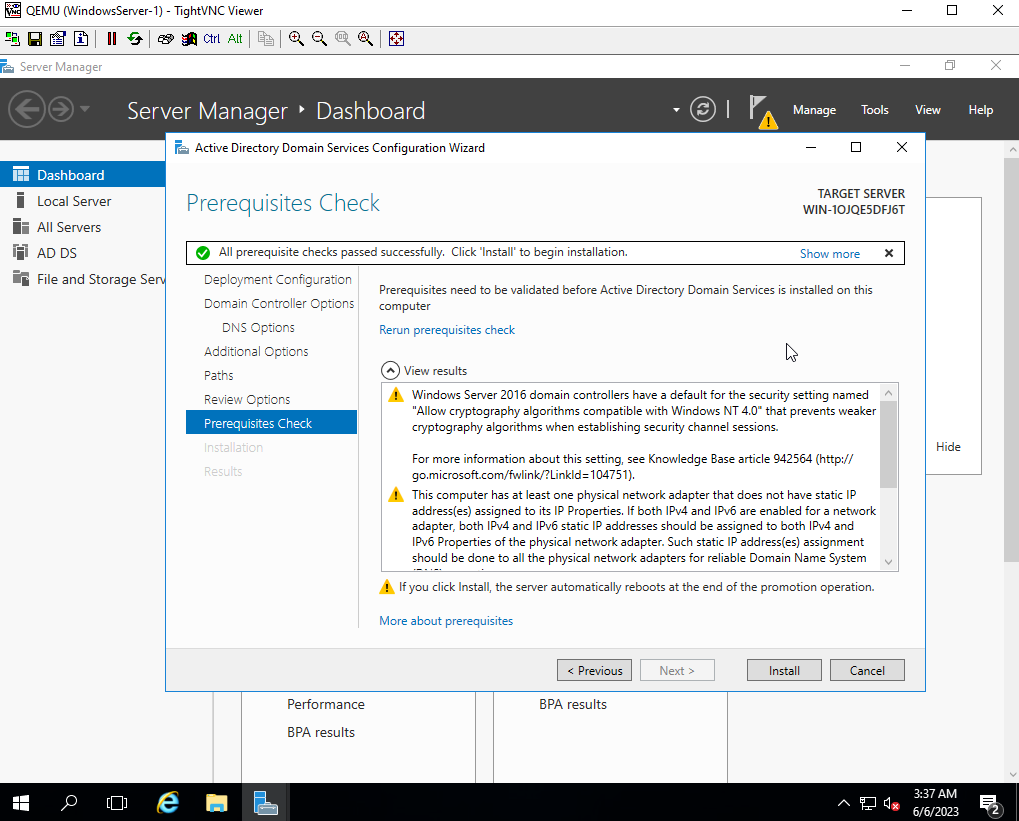 QEMU (WindowsServer-1) - TightVNC Viewer
Ctrl Alt
Server Manager
Server Manager ‣ Dashboard
Manage Tools View Help
Active Directory Domain Services Configuration Wizard
Prerequisites Check
TARGET SERVER
WIN-1OJQE5DFJ6T
All prerequisite checks passed successfully. Click 'Install' to begin installation.
Show more
Dashboard
Local Server
All Servers
AD DS
File and Storage Serv
Deployment Configuration
Domain Controller Options
DNS Options
Additional Options
Paths
Review Options
Prerequisites Check
Installation
Results
Prerequisites need to be validated before Active Directory Domain Services is installed on this
computer
Rerun prerequisites check
View results
Windows Server 2016 domain controllers have a default for the security setting named
"Allow cryptography algorithms compatible with Windows NT 4.0" that prevents weaker
cryptography algorithms when establishing security channel sessions.
For more information about this setting, see Knowledge Base article 942564 (http://
go.microsoft.com/fwlink/?LinkId=104751).
This computer has at least one physical network adapter that does not have static IP
address(es) assigned to its IP Properties. If both IPv4 and IPv6 are enabled for a network
adapter, both IPv4 and IPv6 static IP addresses should be assigned to both IPv4 and
IPv6 Properties of the physical network adapter. Such static IP address(es) assignment
should be done to all the physical network adapters for reliable Domain Name System
If you click Install, the server automatically reboots at the end of the promotion operation.
More about prerequisites
Hide
< Previous
Next >
Install
Cancel
Performance
BPA results
BPA results
3:37 AM
6/6/2023
2